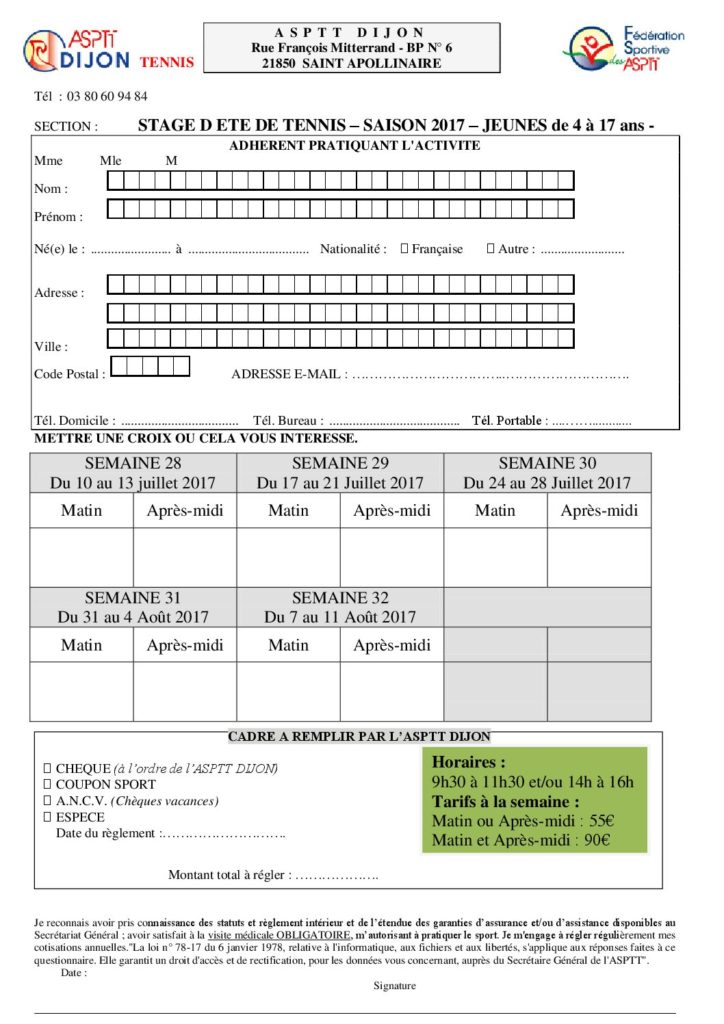 ASPTT
DIJON TENNIS
A S P T T D I J O N
Rue François Mitterrand - BP N° 6
21850 SAINT APOLLINAIRE
Fédération
Sportive
des ASPTT
Tél : 03 80 60 94 84
SECTION : STAGE D ETE DE TENNIS – SAISON 2017 – JEUNES de 4 à 17 ans -
ADHERENT PRATIQUANT L'ACTIVITE
Mme Mle M
Nom :
Prénom :
Né(e) le : ........................ à .................................... Nationalité : ☐ Française ☐ Autre : .........................
Adresse :
Ville :
Code Postal : ADRESSE E-MAIL : ……………………………..……………………….
Tél. Domicile : ................................... Tél. Bureau : ....................................... Tél. Portable : ...……............
METTRE UNE CROIX OU CELA VOUS INTERESSE.
SEMAINE 28 SEMAINE 29 SEMAINE 30
Du 10 au 13 juillet 2017 Du 17 au 21 Juillet 2017 Du 24 au 28 Juillet 2017
Matin Après-midi Matin Après-midi Matin Après-midi
SEMAINE 31 SEMAINE 32
Du 31 au 4 Août 2017 Du 7 au 11 Août 2017
Matin Après-midi Matin Après-midi
CADRE A REMPLIR PAR L’ASPTT DIJON
☐ CHEQUE (à l’ordre de l’ASPTT DIJON)
☐ COUPON SPORT
☐ A.N.C.V. (Chèques vacances)
☐ ESPECE
Date du règlement :……………………….
Horaires :
9h30 à 11h30 et/ou 14h à 16h
Tarifs à la semaine :
Matin ou Après-midi : 55€
Matin et Après-midi : 90€
Montant total à régler : ……………….
Je reconnais avoir pris connaissance des statuts et règlement intérieur et de l’étendue des garanties d’assurance et/ou d’assistance disponibles au
Secrétariat Général ; avoir satisfait à la visite médicale OBLIGATOIRE, m’autorisant à pratiquer le sport. Je m'engage à régler régulièrement mes
cotisations annuelles."La loi n° 78-17 du 6 janvier 1978, relative à l'informatique, aux fichiers et aux libertés, s'applique aux réponses faites à ce
questionnaire. Elle garantit un droit d'accès et de rectification, pour les données vous concernant, auprès du Secrétaire Général de l'ASPTT".
Date :
Signature